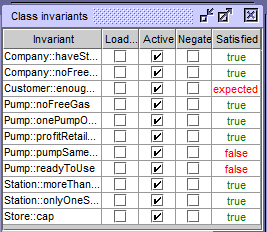 Class invariants
Invariant Load... Active Negate Satisfied
Company::haveSt... true
Company::noFree... true
Customer::enoug... expected
Pump::noFreeGas true
Pump::onePumpO... true
Pump::profitRetail... true
Pump::pumpSame... false
Pump::readyToUse false
Station::moreThan... true
Station::onlyOneS... true
Store::cap true